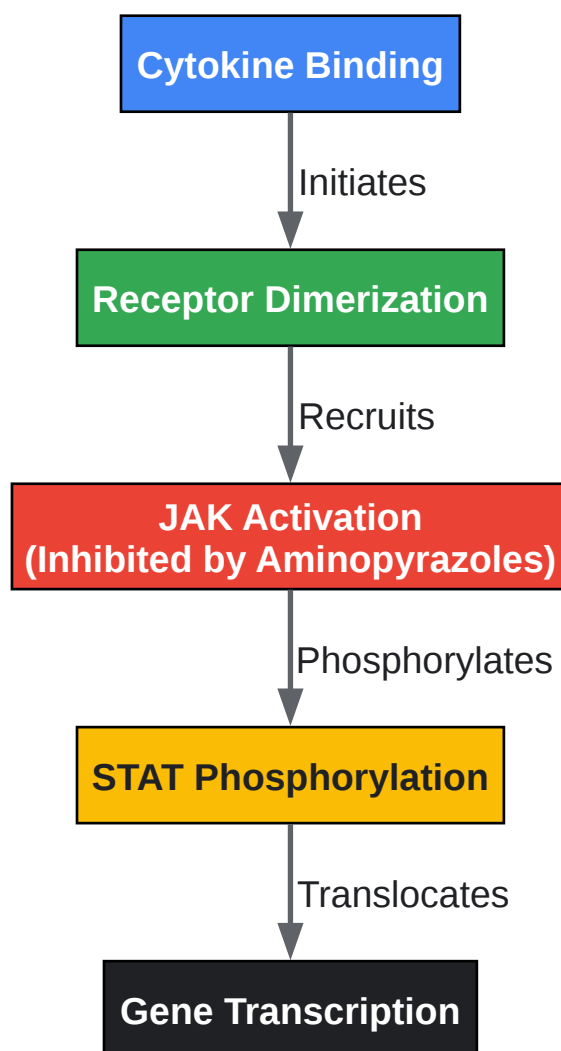 Cytokine Binding
Initiates
Receptor Dimerization
Recruits
JAK Activation
(Inhibited by Aminopyrazoles)
Phosphorylates
STAT Phosphorylation
Translocates
Gene Transcription